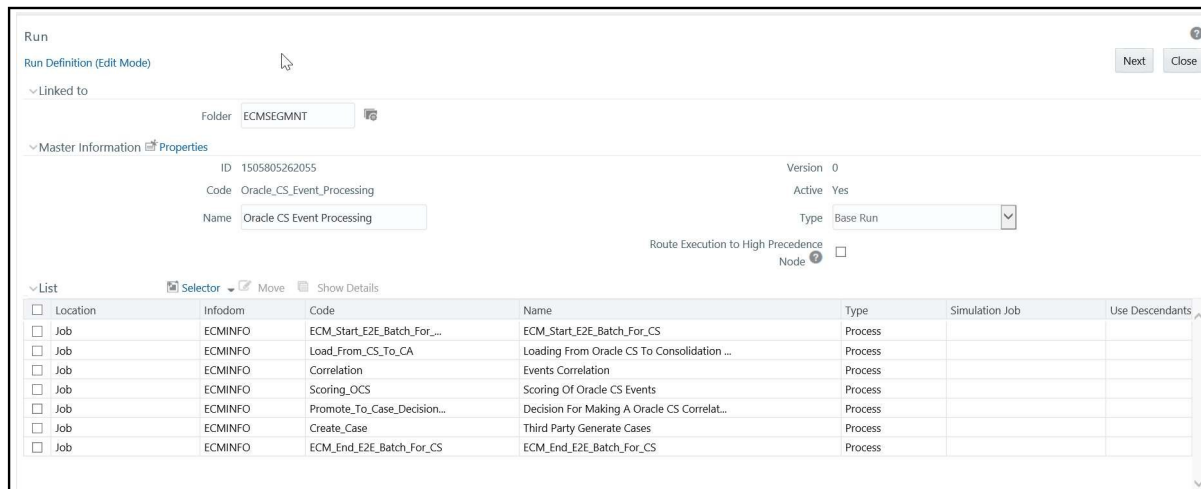 Run
Run Definition (Edit Mode)
Next Close
Linked to
Folder ECMSEGMNT
Master Information Properties
ID 1505805262055 Version 0
Code Oracle_CS_Event_Processing Active Yes
Name Oracle CS Event Processing Type Base Run
Route Execution to High Precedence
Node ?
List Selector Move Show Details
Location Infodom Code Name Type Simulation Job Use Descendants
Job ECMINFO ECM_Start_E2E_Batch_For_... ECM_Start_E2E_Batch_For_CS Process
Job ECMINFO Load_From_CS_To_CA Loading From Oracle CS To Consolidation ... Process
Job ECMINFO Correlation Events Correlation Process
Job ECMINFO Scoring_OCS Scoring Of Oracle CS Events Process
Job ECMINFO Promote_To_Case_Decision... Decision For Making A Oracle CS Correlat... Process
Job ECMINFO Create_Case Third Party Generate Cases Process
Job ECMINFO ECM_End_E2E_Batch_For_CS ECM_End_E2E_Batch_For_CS Process